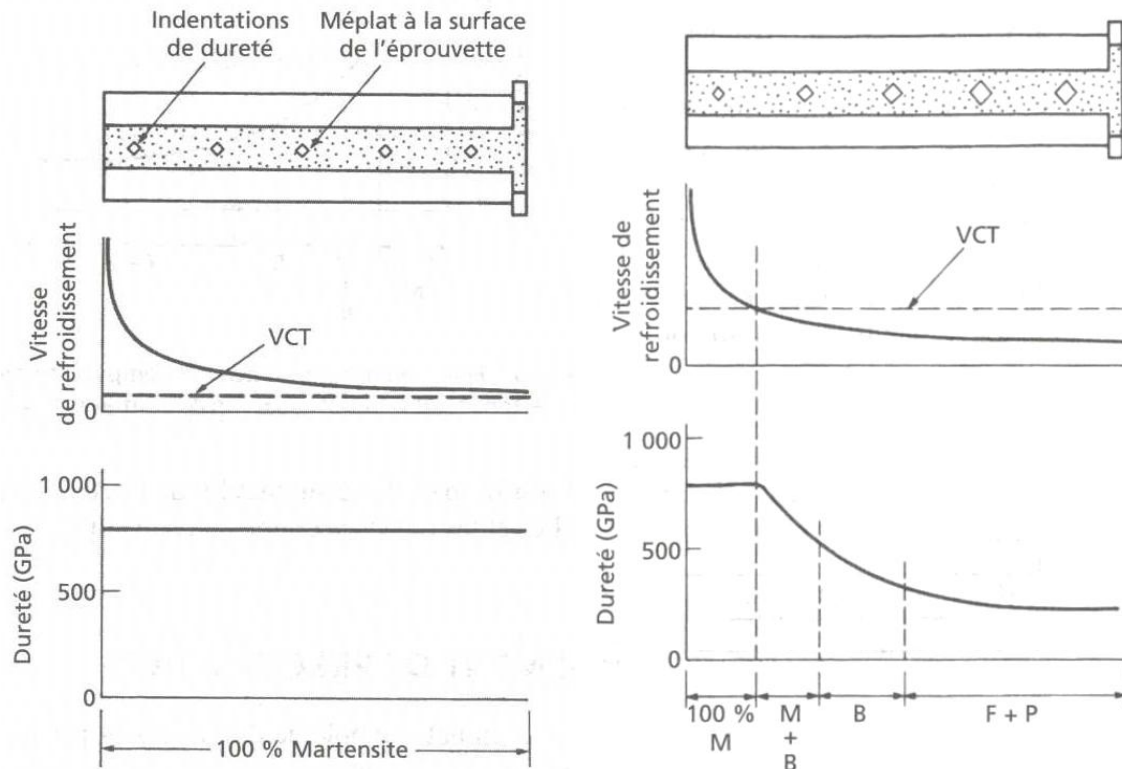 Indentations
de dureté
Méplat à la surface
de l'éprouvette
Vitesse
de refroidissement
VCT
0
Dureté (GPa)
1 000
500
0
100 % Martensite
Vitesse de
refroidissement
VCT
0
Dureté (GPa)
1 000
500
0
100 %
M
M
+
B
B
F + P